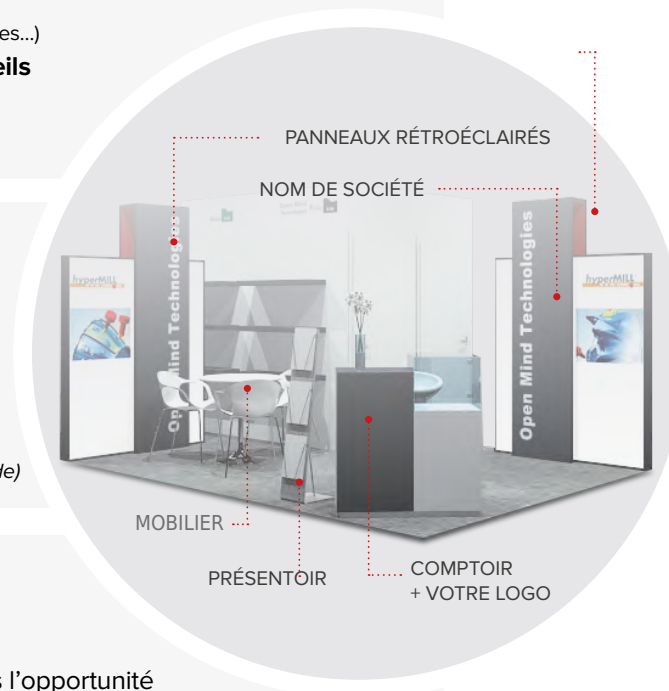 es...)
eils
PANNEAUX RÉTROÉCLAIRÉS
NOM DE SOCIÉTÉ
Open Mind Technologies
hyperMILL
Open Mind Technologies
hyperMILL
de)
MOBILIER
PRÉSENTOIR
COMPTOIR
+ VOTRE LOGO
s l'opportunité